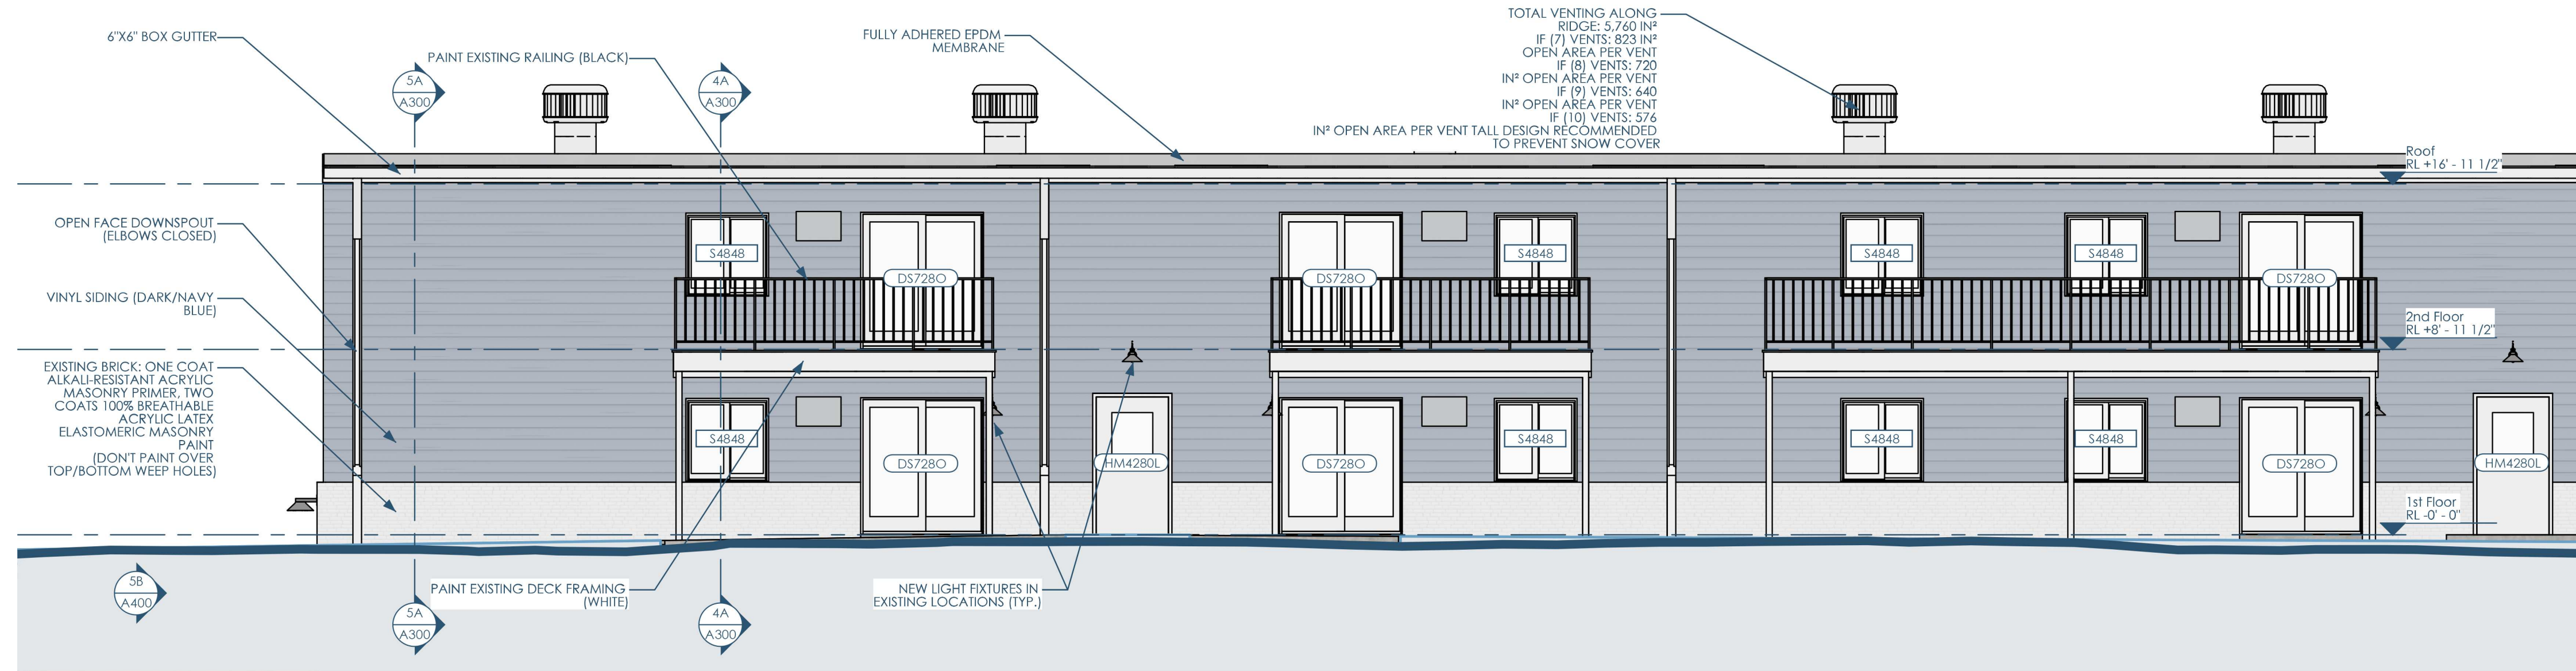 6"X6" BOX GUTTER
PAINT EXISTING RAILING (BLACK)
5A
A300
4A
A300
FULLY ADHERED EPDM
MEMBRANE
TOTAL VENTING ALONG
RIDGE: 5,760 IN²
IF (7) VENTS: 823 IN²
OPEN AREA PER VENT
IF (8) VENTS: 720
IN² OPEN AREA PER VENT
IF (9) VENTS: 640
IN² OPEN AREA PER VENT
IF (10) VENTS: 576
IN² OPEN AREA PER VENT TALL DESIGN RECOMMENDED
TO PREVENT SNOW COVER
Roof
RL +16' - 11 1/2"
OPEN FACE DOWNSPOUT
(ELBOWS CLOSED)
VINYL SIDING (DARK/NAVY
BLUE)
EXISTING BRICK: ONE COAT
ALKALI-RESISTANT ACRYLIC
MASONRY PRIMER, TWO
COATS 100% BREATHABLE
ACRYLIC LATEX
ELASTOMERIC MASONRY
PAINT
(DON'T PAINT OVER
TOP/BOTTOM WEEP HOLES)
S4848
DS728O
DS728O
S4848
S4848
S4848
DS728O
2nd Floor
RL +8' - 11 1/2"
S4848
DS728O
HM4280L
DS728O
S4848
S4848
S4848
DS728O
HM4280L
1st Floor
RL -0' - 0"
5B
A400
5A
A300
PAINT EXISTING DECK FRAMING
(WHITE)
4A
A300
NEW LIGHT FIXTURES IN
EXISTING LOCATIONS (TYP.)